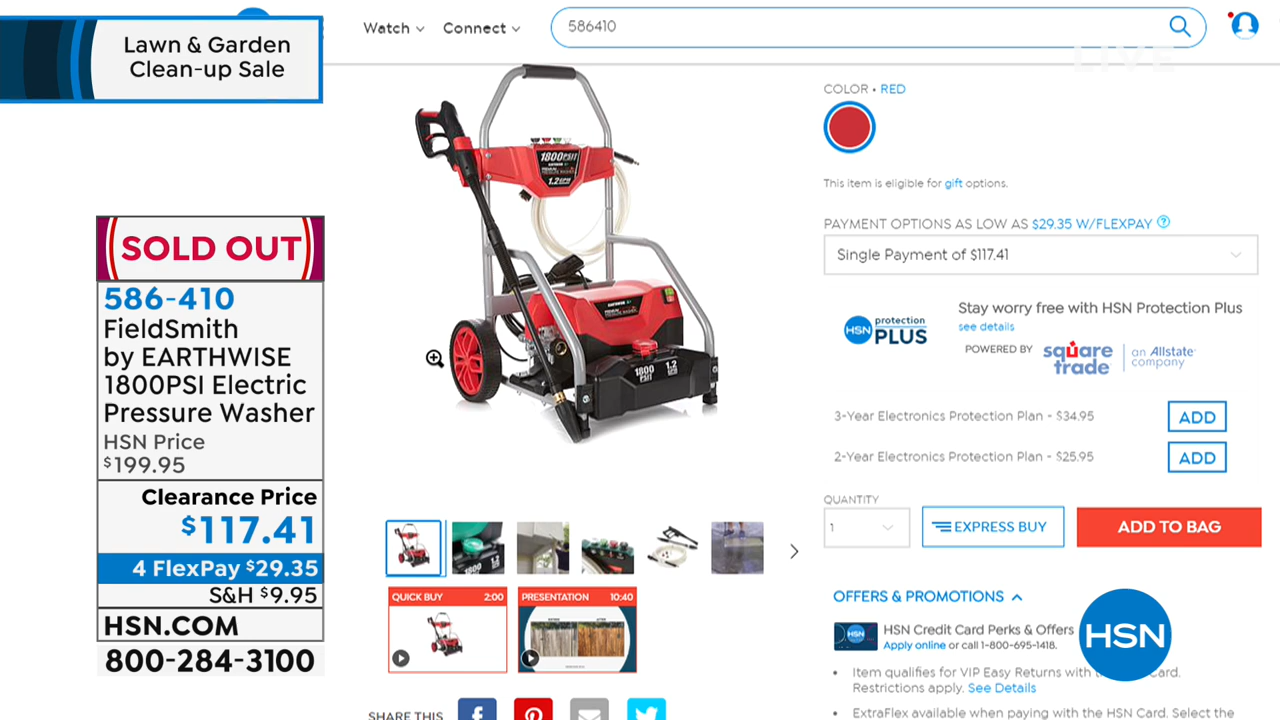 Lawn & Garden
Clean-up Sale
Watch
Connect
586410
LIVE
SOLD OUT
586-410
FieldSmith
by EARTHWISE
1800PSI Electric
Pressure Washer
HSN Price
$199.95
Clearance Price
$117.41
4 FlexPay $29.35
S&H $9.95
HSN.COM
800-284-3100
1800PSI
1.2 GPM
1800 PSI
1.2
1800
QUICK BUY 2:00
PRESENTATION 10:40
SHARE THIS
COLOR • RED
This item is eligible for gift options.
PAYMENT OPTIONS AS LOW AS $29.35 W/FLEXPAY ?
Single Payment of $117.41
HSN protection PLUS
Stay worry free with HSN Protection Plus
see details
POWERED BY square trade | an Allstate company
3-Year Electronics Protection Plan - $34.95 ADD
2-Year Electronics Protection Plan - $25.95 ADD
QUANTITY
1
EXPRESS BUY
ADD TO BAG
OFFERS & PROMOTIONS
HSN
HSN Credit Card Perks & Offers
Apply online or call 1-800-695-1418.
HSN
• Item qualifies for VIP Easy Returns with Card.
Restrictions apply. See Details
• ExtraFlex available when paying with the HSN Card. Select the